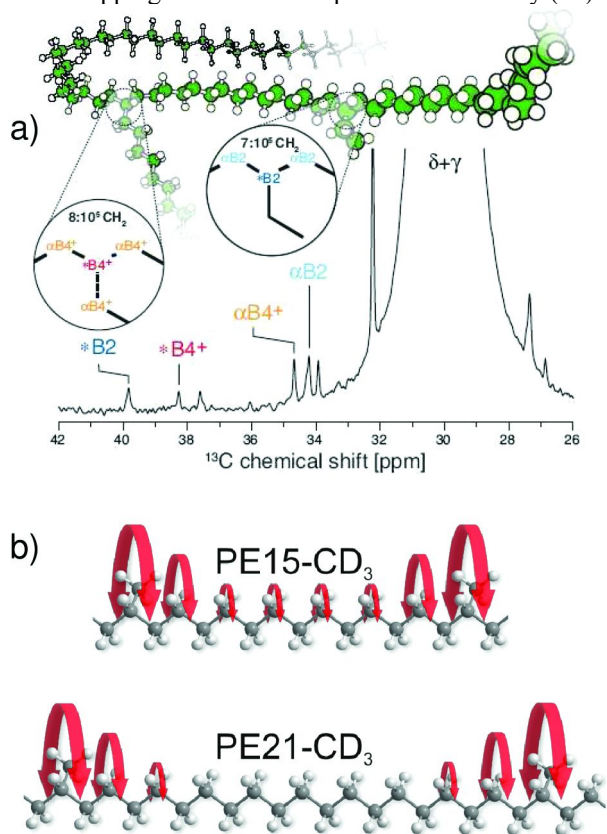 a)
7:10⁵ CH₂
αB2 αB2
*B2
8:10⁵ CH₂
αB4⁺ αB4⁺
*B4⁺
αB4⁺
δ+γ
αB2
αB4⁺
*B2 *B4⁺
42 40 38 36 34 32 30 28 26
¹³C chemical shift [ppm]
b)
PE15-CD₃
PE21-CD₃